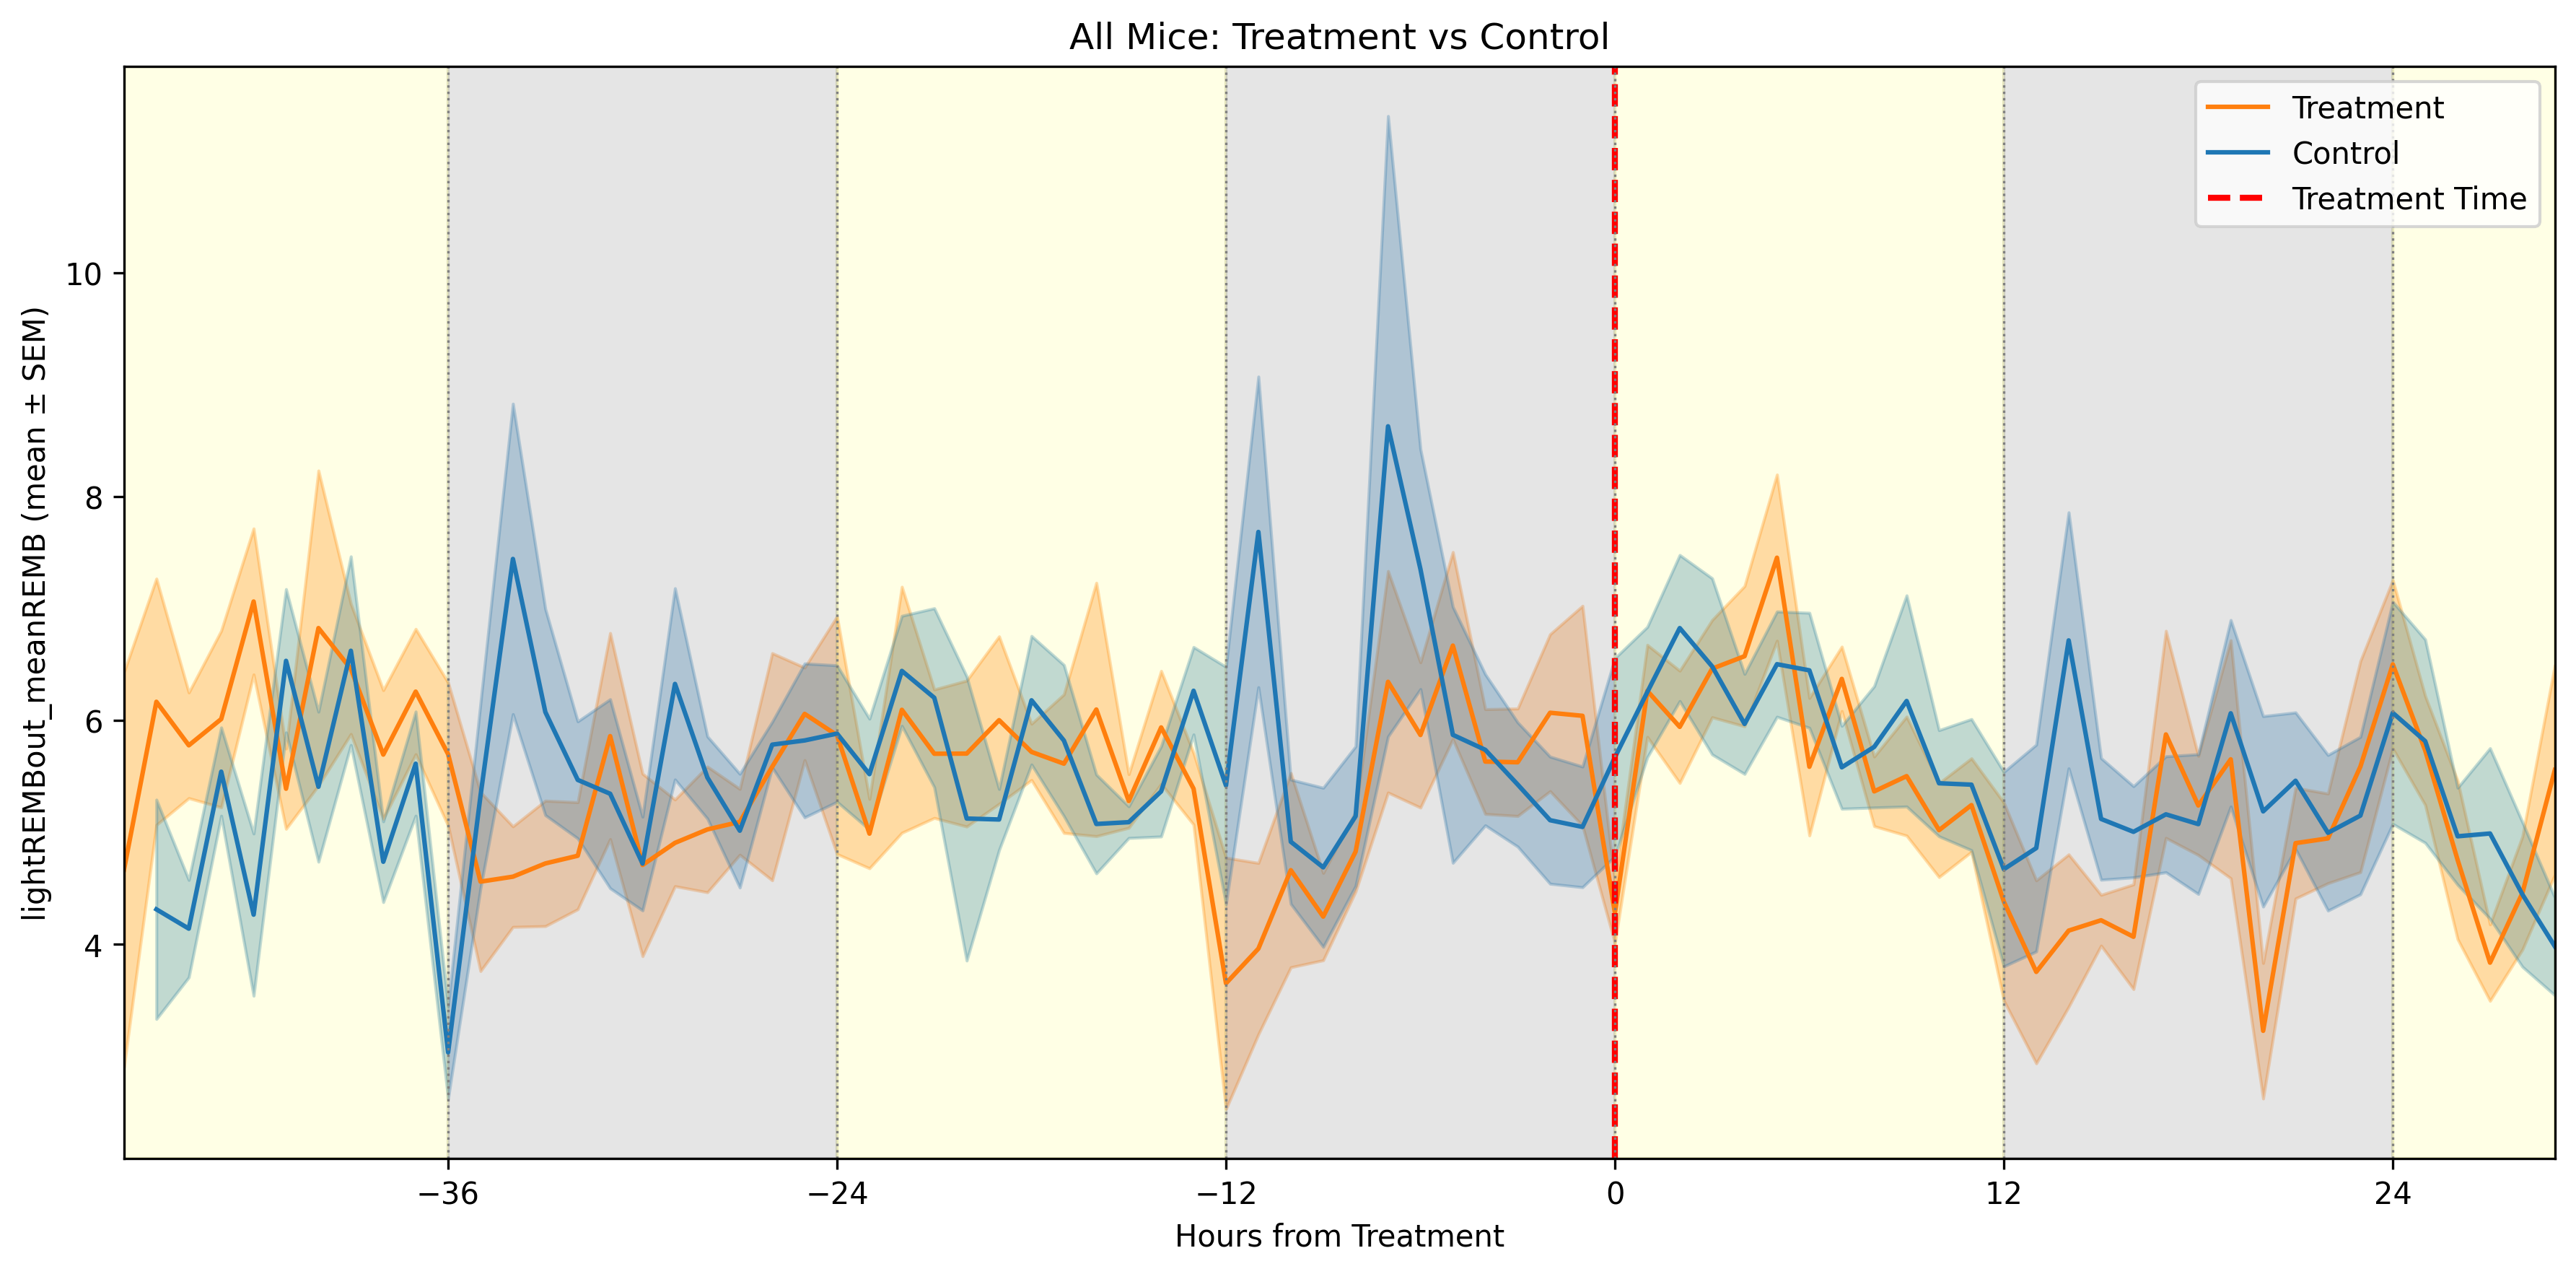 All Mice: Treatment vs Control
Treatment
Control
Treatment Time
lightREMBout_meanREMB (mean ± SEM)
10
8
6
4
−36
−24
−12
0
12
24
Hours from Treatment